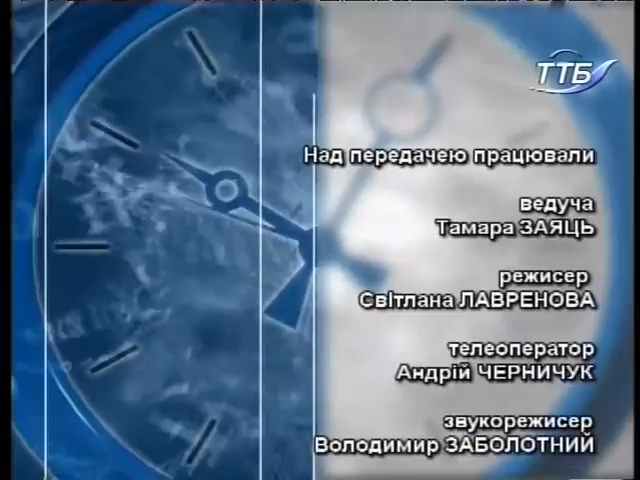 ТТБ
Над передачею працювали
ведуча
Тамара ЗАЯЦЬ
режисер
Світлана ЛАВРЕНОВА
телеоператор
Андрій ЧЕРНИЧУК
звукорежисер
Володимир ЗАБОЛОТНИЙ